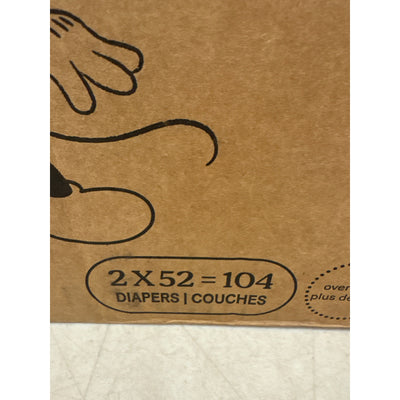 2 X 52 = 104
DIAPERS | COUCHES
over
plus de